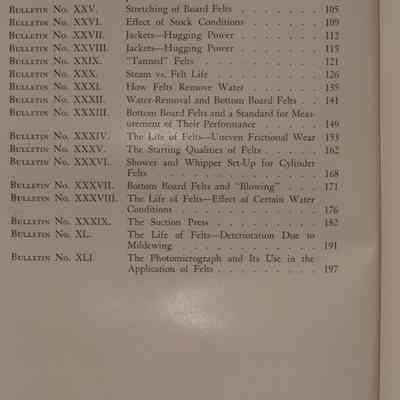 Bulletin No. XXV. Stretching of Board Felts . . . . . . . 105
Bulletin No. XXVI. Effect of Stock Conditions . . . . . . . 109
Bulletin No. XXVII. Jackets—Hugging Power . . . . . . . . 112
Bulletin No. XXVIII. Jackets—Hugging Power . . . . . . . . 115
Bulletin No. XXIX. "Tannof" Felts . . . . . . . . . . . 121
Bulletin No. XXX. Steam vs. Felt Life . . . . . . . . . 126
Bulletin No. XXXI. How Felts Remove Water . . . . . . . 135
Bulletin No. XXXII. Water-Removal and Bottom Board Felts . . 141
Bulletin No. XXXIII. Bottom Board Felts and a Standard for Meas-
urement of Their Performance . . . . . . 149
Bulletin No. XXXIV. The Life of Felts—Uneven Frictional Wear 153
Bulletin No. XXXV. The Starting Qualities of Felts . . . . . 162
Bulletin No. XXXVI. Shower and Whipper Set-Up for Cylinder
Felts . . . . . . . . . . . . . 168
Bulletin No. XXXVII. Bottom Board Felts and "Blowing" . . . 171
Bulletin No. XXXVIII. The Life of Felts—Effect of Certain Water
Conditions . . . . . . . . . . . . 176
Bulletin No. XXXIX. The Suction Press . . . . . . . . . . 182
Bulletin No. XL. The Life of Felts—Deterioration Due to
Mildewing . . . . . . . . . . . . 191
Bulletin No. XLI. The Photomicrograph and Its Use in the
Application of Felts . . . . . . . . . 197